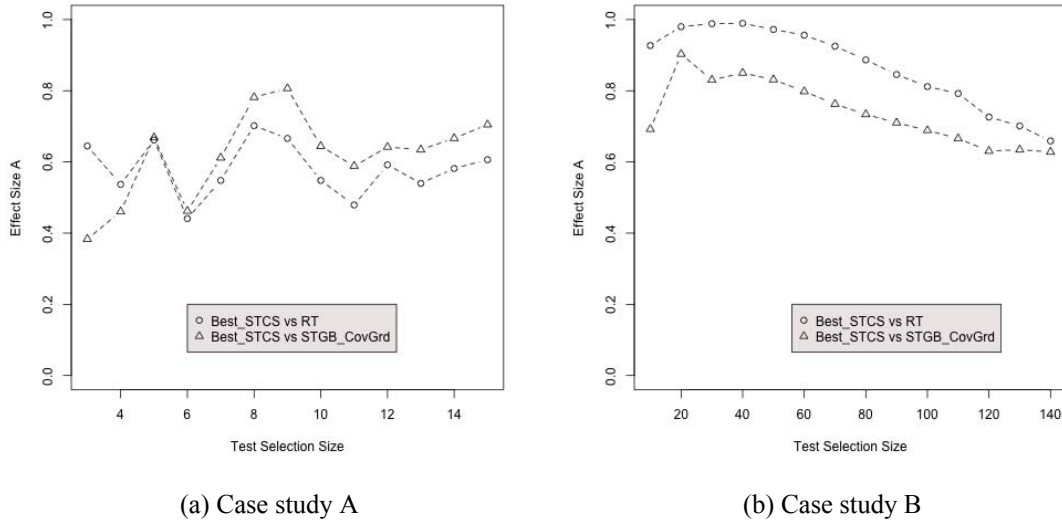 Effect Size A
1.0
0.8
0.6
0.4
0.2
0.0
Best_STCS vs RT
Best_STCS vs STGB_CovGrd
4 6 8 10 12 14
Test Selection Size
(a) Case study A
Effect Size A
1.0
0.8
0.6
0.4
0.2
0.0
Best_STCS vs RT
Best_STCS vs STGB_CovGrd
20 40 60 80 100 120 140
Test Selection Size
(b) Case study B